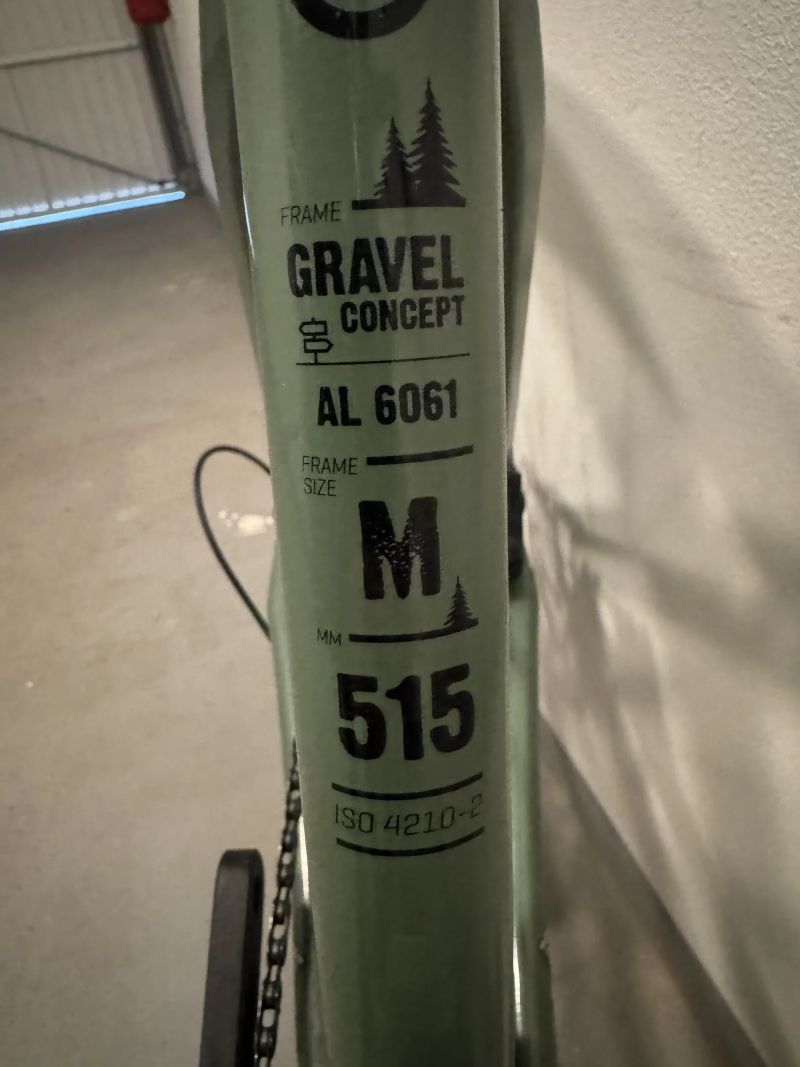 FRAME
GRAVEL
CONCEPT
AL 6061
FRAME
SIZE
M
MM
515
ISO 4210-2